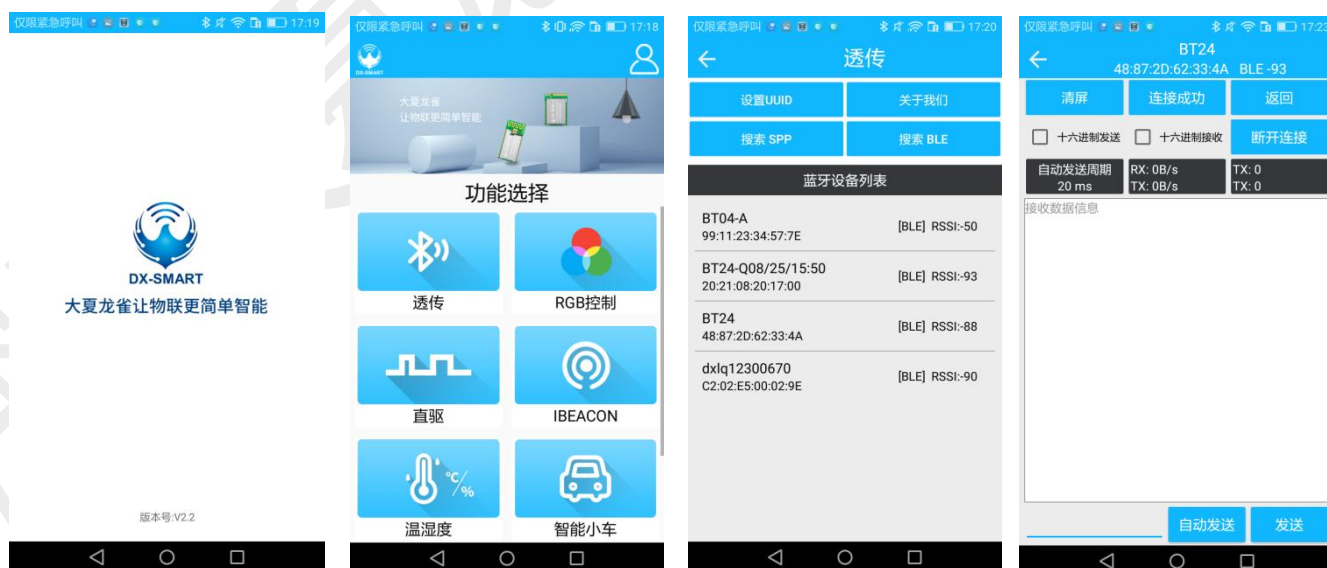 仅限紧急呼叫
17:19
DX-SMART
大夏龙雀让物联更简单智能
版本号:V2.2
仅限紧急呼叫
17:18
DX-SMART
大夏龙雀
让物联更简单智能
功能选择
透传
RGB控制
直驱
IBEACON
℃/%
温湿度
智能小车
仅限紧急呼叫
17:20
透传
设置UUID
关于我们
搜索 SPP
搜索 BLE
蓝牙设备列表
BT04-A
99:11:23:34:57:7E
[BLE] RSSI:-50
BT24-Q08/25/15:50
20:21:08:20:17:00
[BLE] RSSI:-93
BT24
48:87:2D:62:33:4A
[BLE] RSSI:-88
dxlq12300670
C2:02:E5:00:02:9E
[BLE] RSSI:-90
仅限紧急呼叫
17:23
BT24
48:87:2D:62:33:4A BLE -93
清屏
连接成功
返回
十六进制发送
十六进制接收
断开连接
自动发送周期
20 ms
RX: 0B/s
TX: 0B/s
TX: 0
TX: 0
接收数据信息
自动发送
发送